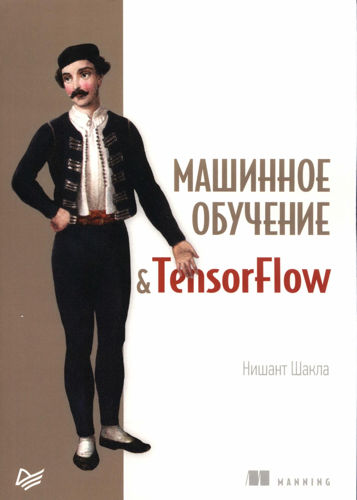 МАШИННОЕ
ОБУЧЕНИЕ
& TensorFlow
Нишант Шакла
MANNING